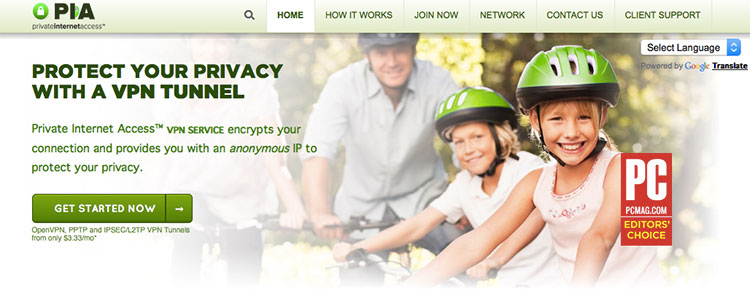 PIA
privateinternetaccess™
HOME
HOW IT WORKS
JOIN NOW
NETWORK
CONTACT US
CLIENT SUPPORT
Select Language
Powered by Google Translate
PROTECT YOUR PRIVACY
WITH A VPN TUNNEL
Private Internet Access™ VPN SERVICE encrypts your
connection and provides you with an anonymous IP to
protect your privacy.
GET STARTED NOW →
OpenVPN, PPTP and IPSEC/L2TP VPN Tunnels
from only $3.33/mo*
PC
PCMAG.COM
EDITORS'
CHOICE